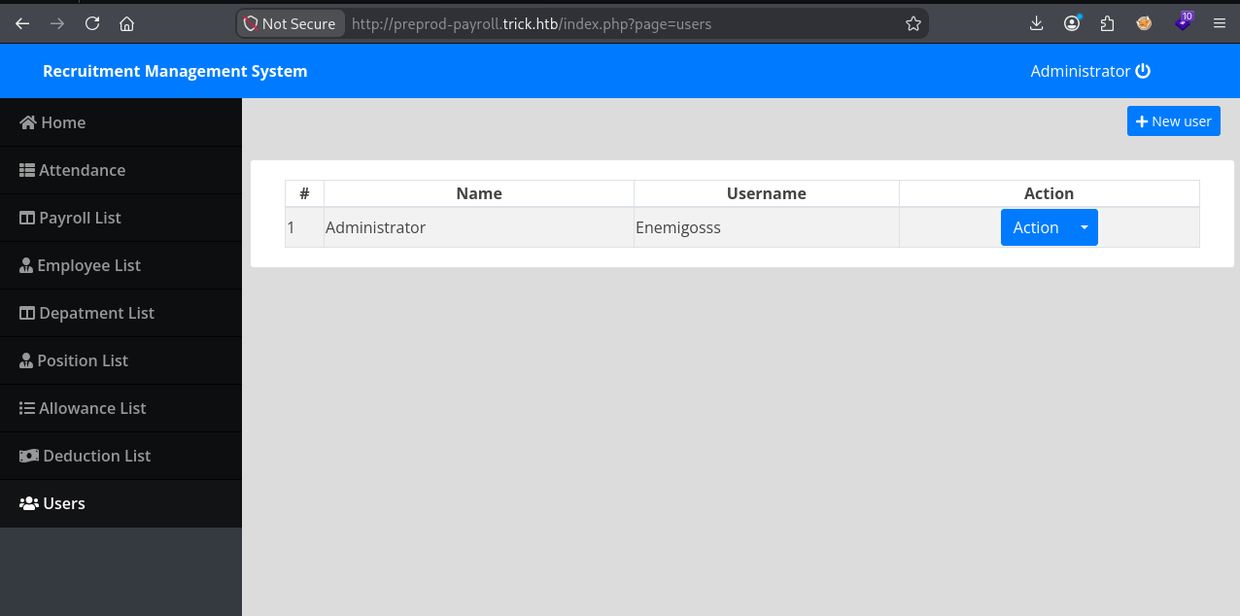 Not Secure http://preprod-payroll.trick.htb/index.php?page=users 10
Recruitment Management System Administrator
Home
Attendance
Payroll List
Employee List
Depatment List
Position List
Allowance List
Deduction List
Users
New user
# Name Username Action
1 Administrator Enemigosss Action